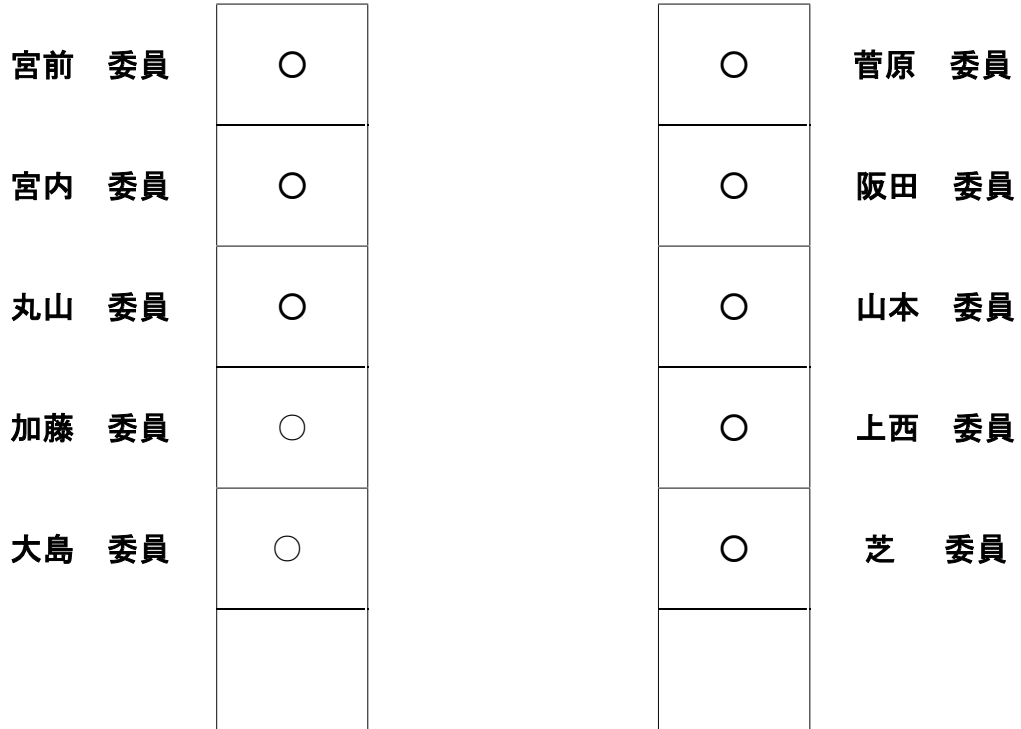 宮前　委員 〇 〇 菅原　委員
宮内　委員 〇 〇 阪田　委員
丸山　委員 〇 〇 山本　委員
加藤　委員 〇 〇 上西　委員
大島　委員 〇 〇 芝　委員